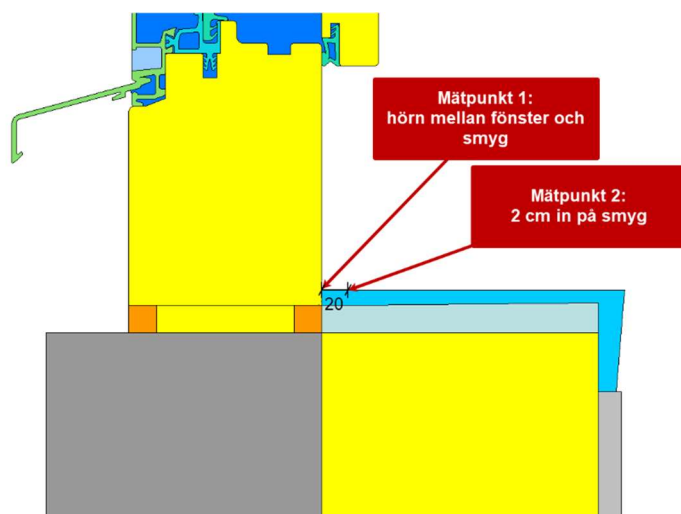 Mätpunkt 1:
hörn mellan fönster och
smyg
Mätpunkt 2:
2 cm in på smyg
20